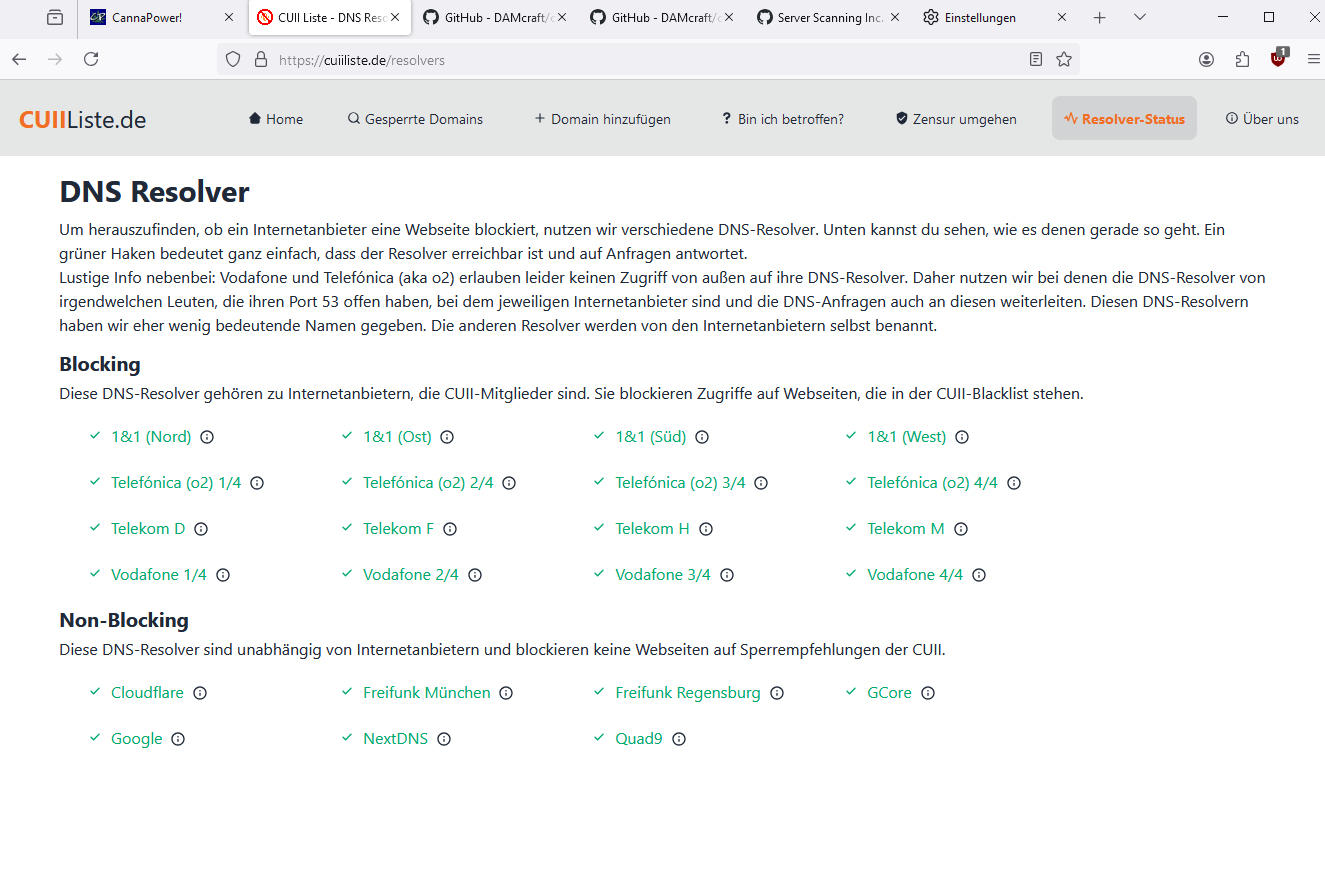 CannaPower!
CUII Liste - DNS Reso
GitHub - DAMcraft/c
GitHub - DAMcraft/c
Server Scanning Inc.
Einstellungen
https://cuiiliste.de/resolvers
1
CUIIListe.de
Home
Gesperrte Domains
Domain hinzufügen
Bin ich betroffen?
Zensur umgehen
Resolver-Status
Über uns
DNS Resolver
Um herauszufinden, ob ein Internetanbieter eine Webseite blockiert, nutzen wir verschiedene DNS-Resolver. Unten kannst du sehen, wie es denen gerade so geht. Ein
grüner Haken bedeutet ganz einfach, dass der Resolver erreichbar ist und auf Anfragen antwortet.
Lustige Info nebenbei: Vodafone und Telefónica (aka o2) erlauben leider keinen Zugriff von außen auf ihre DNS-Resolver. Daher nutzen wir bei denen die DNS-Resolver von
irgendwelchen Leuten, die ihren Port 53 offen haben, bei dem jeweiligen Internetanbieter sind und die DNS-Anfragen auch an diesen weiterleiten. Diesen DNS-Resolvern
haben wir eher wenig bedeutende Namen gegeben. Die anderen Resolver werden von den Internetanbietern selbst benannt.
Blocking
Diese DNS-Resolver gehören zu Internetanbietern, die CUII-Mitglieder sind. Sie blockieren Zugriffe auf Webseiten, die in der CUII-Blacklist stehen.
1&1 (Nord)
1&1 (Ost)
1&1 (Süd)
1&1 (West)
Telefónica (o2) 1/4
Telefónica (o2) 2/4
Telefónica (o2) 3/4
Telefónica (o2) 4/4
Telekom D
Telekom F
Telekom H
Telekom M
Vodafone 1/4
Vodafone 2/4
Vodafone 3/4
Vodafone 4/4
Non-Blocking
Diese DNS-Resolver sind unabhängig von Internetanbietern und blockieren keine Webseiten auf Sperrempfehlungen der CUII.
Cloudflare
Freifunk München
Freifunk Regensburg
GCore
Google
NextDNS
Quad9